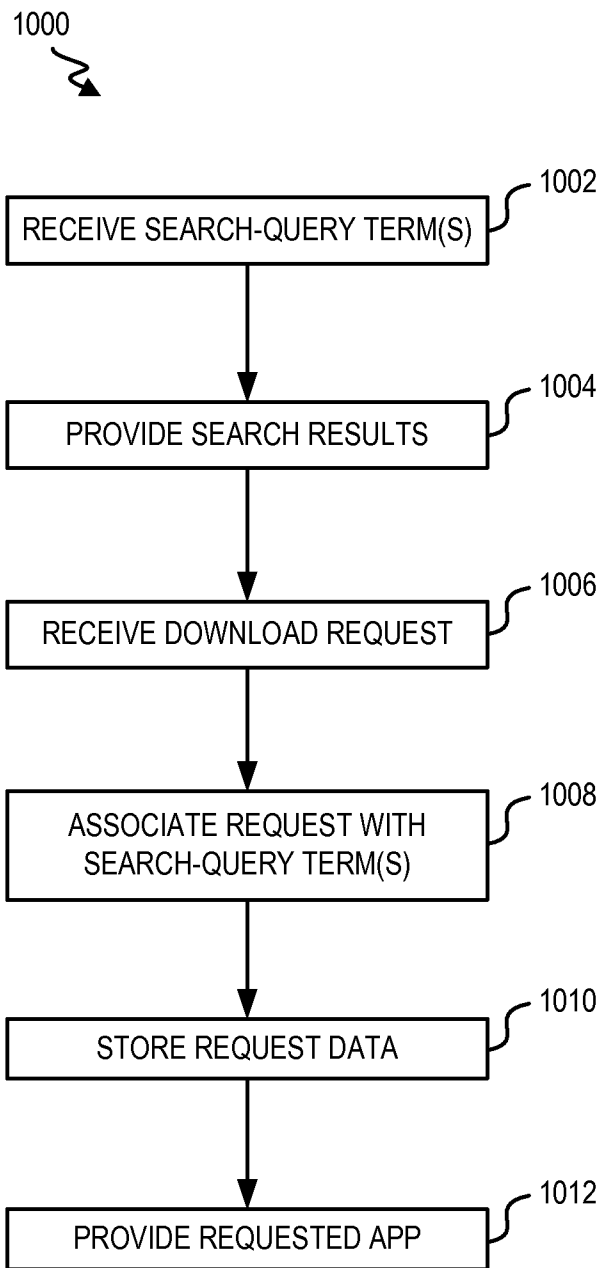 1000
1002
RECEIVE SEARCH-QUERY TERM(S)
1004
PROVIDE SEARCH RESULTS
1006
RECEIVE DOWNLOAD REQUEST
1008
ASSOCIATE REQUEST WITH
SEARCH-QUERY TERM(S)
1010
STORE REQUEST DATA
1012
PROVIDE REQUESTED APP